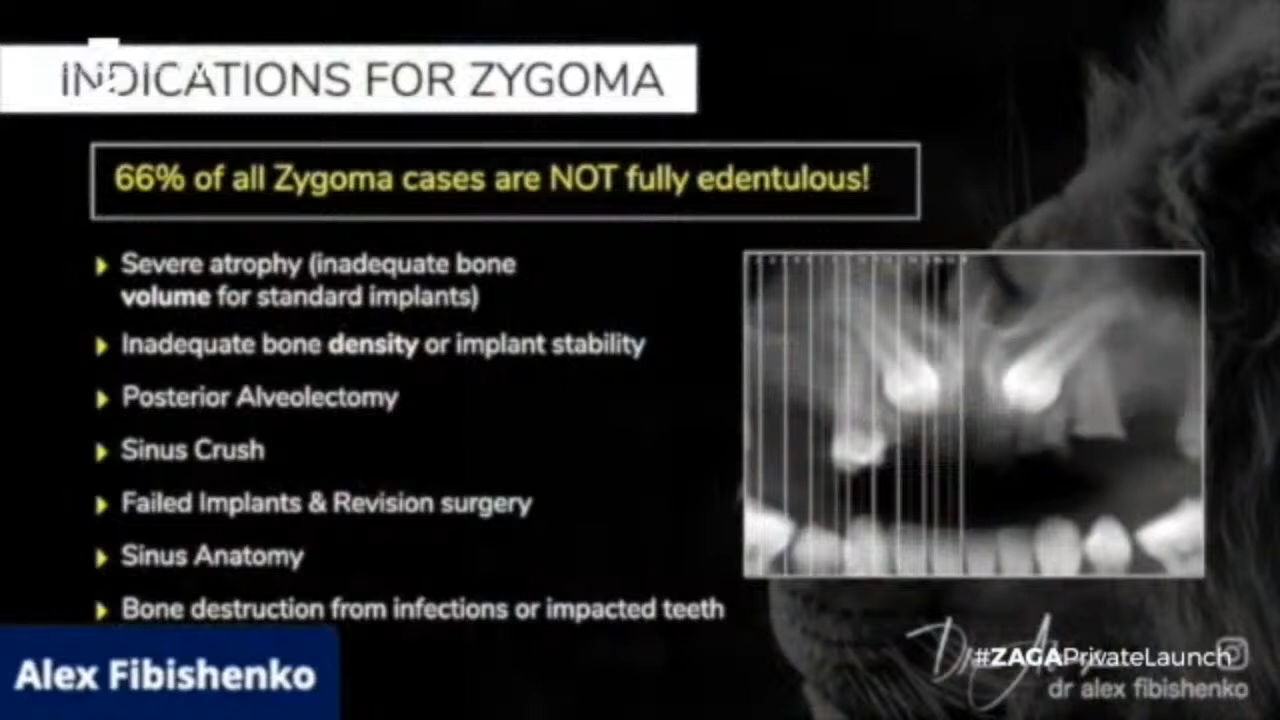 INDICATIONS FOR ZYGOMA
66% of all Zygoma cases are NOT fully edentulous!
Severe atrophy (inadequate bone
volume for standard implants)
Inadequate bone density or implant stability
Posterior Alveolectomy
Sinus Crush
Failed Implants & Revision surgery
Sinus Anatomy
Bone destruction from infections or impacted teeth
Alex Fibishenko
#ZAGAPrivateLaunch
dr alex fibishenko